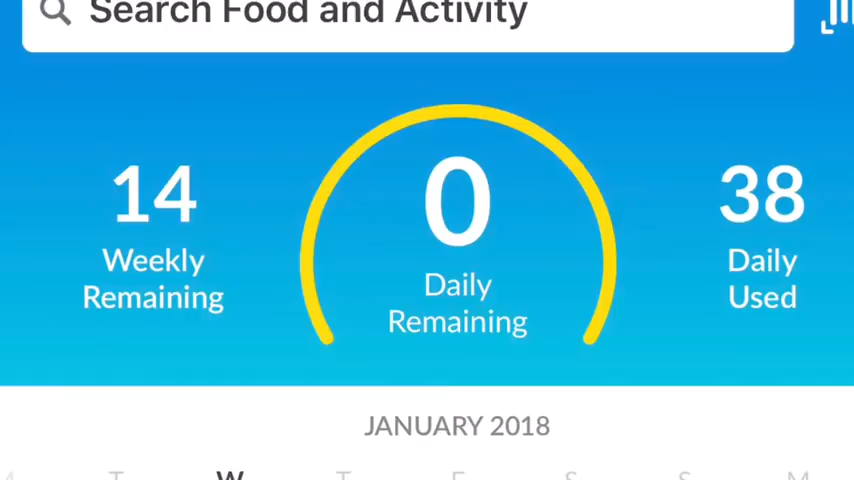 Search Food and Activity
14
Weekly
Remaining
0
Daily
Remaining
38
Daily
Used
JANUARY 2018
M T W T F S S M